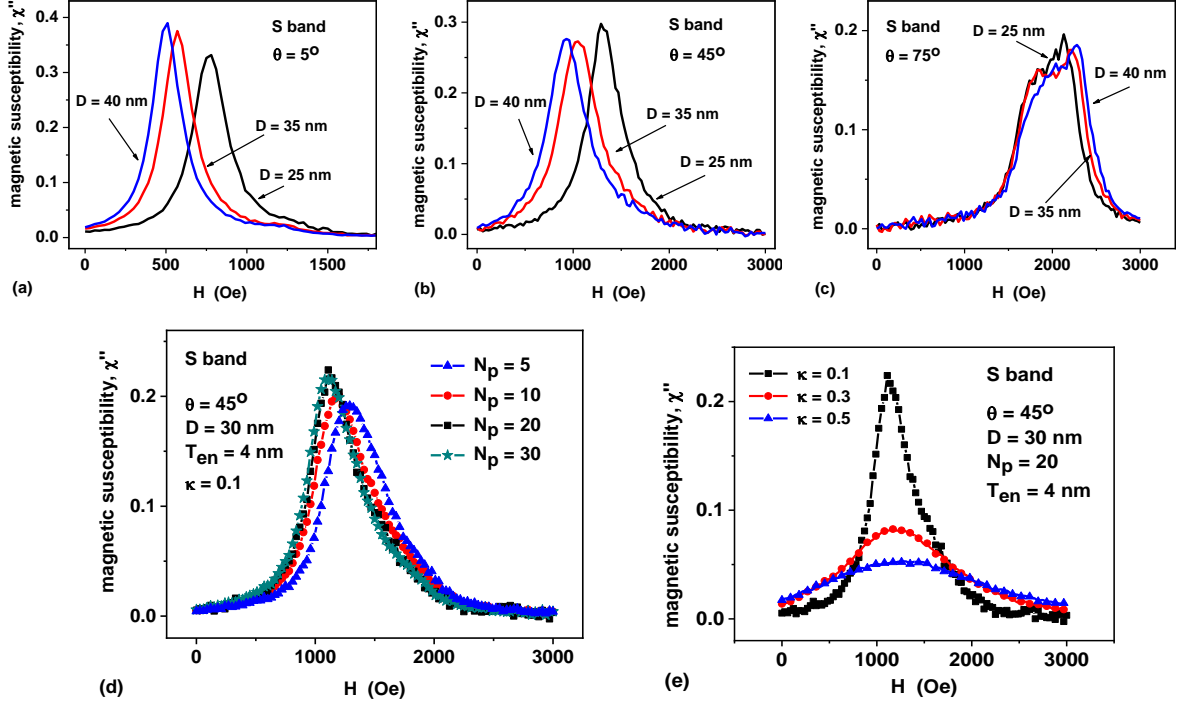 magnetic susceptibility, χ''
0.4
0.3
0.2
0.1
0.0
S band
θ = 5º
D = 40 nm
D = 35 nm
D = 25 nm
0
500
1000
1500
H (Oe)
(a)
magnetic susceptibility, χ''
0.30
0.2
0.1
0.0
S band
θ = 45º
D = 40 nm
D = 35 nm
D = 25 nm
0
1000
2000
3000
H (Oe)
(b)
magnetic susceptibility, χ''
0.2
0.1
0.0
S band
θ = 75º
D = 25 nm
D = 40 nm
D = 35 nm
0
1000
2000
3000
H (Oe)
(c)
magnetic susceptibility, χ''
0.2
0.1
0.0
S band
θ = 45º
D = 30 nm
Ten = 4 nm
κ = 0.1
Np = 5
Np = 10
Np = 20
Np = 30
0
1000
2000
3000
H (Oe)
(d)
magnetic susceptibility, χ''
0.2
0.1
0.0
κ = 0.1
κ = 0.3
κ = 0.5
S band
θ = 45º
D = 30 nm
Np = 20
Ten = 4 nm
0
1000
2000
3000
H (Oe)
(e)